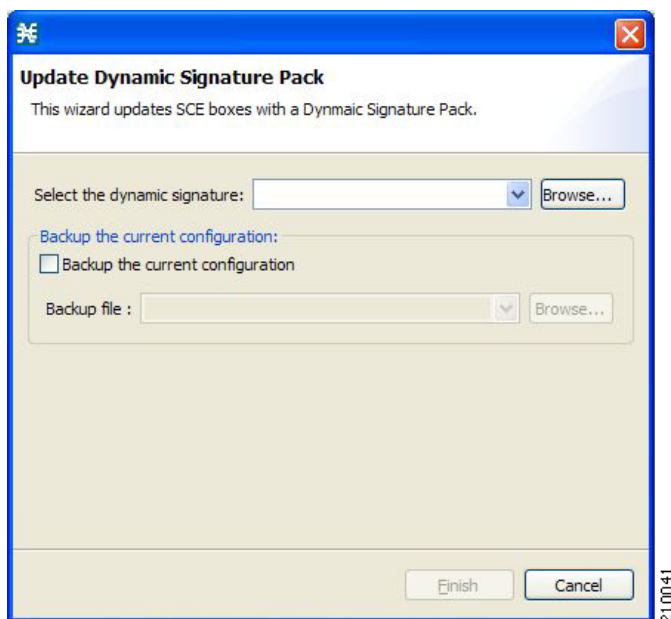 Update Dynamic Signature Pack
This wizard updates SCE boxes with a Dynmaic Signature Pack.
Select the dynamic signature:
Browse...
Backup the current configuration:
Backup the current configuration
Backup file :
Browse...
Finish
Cancel
210041